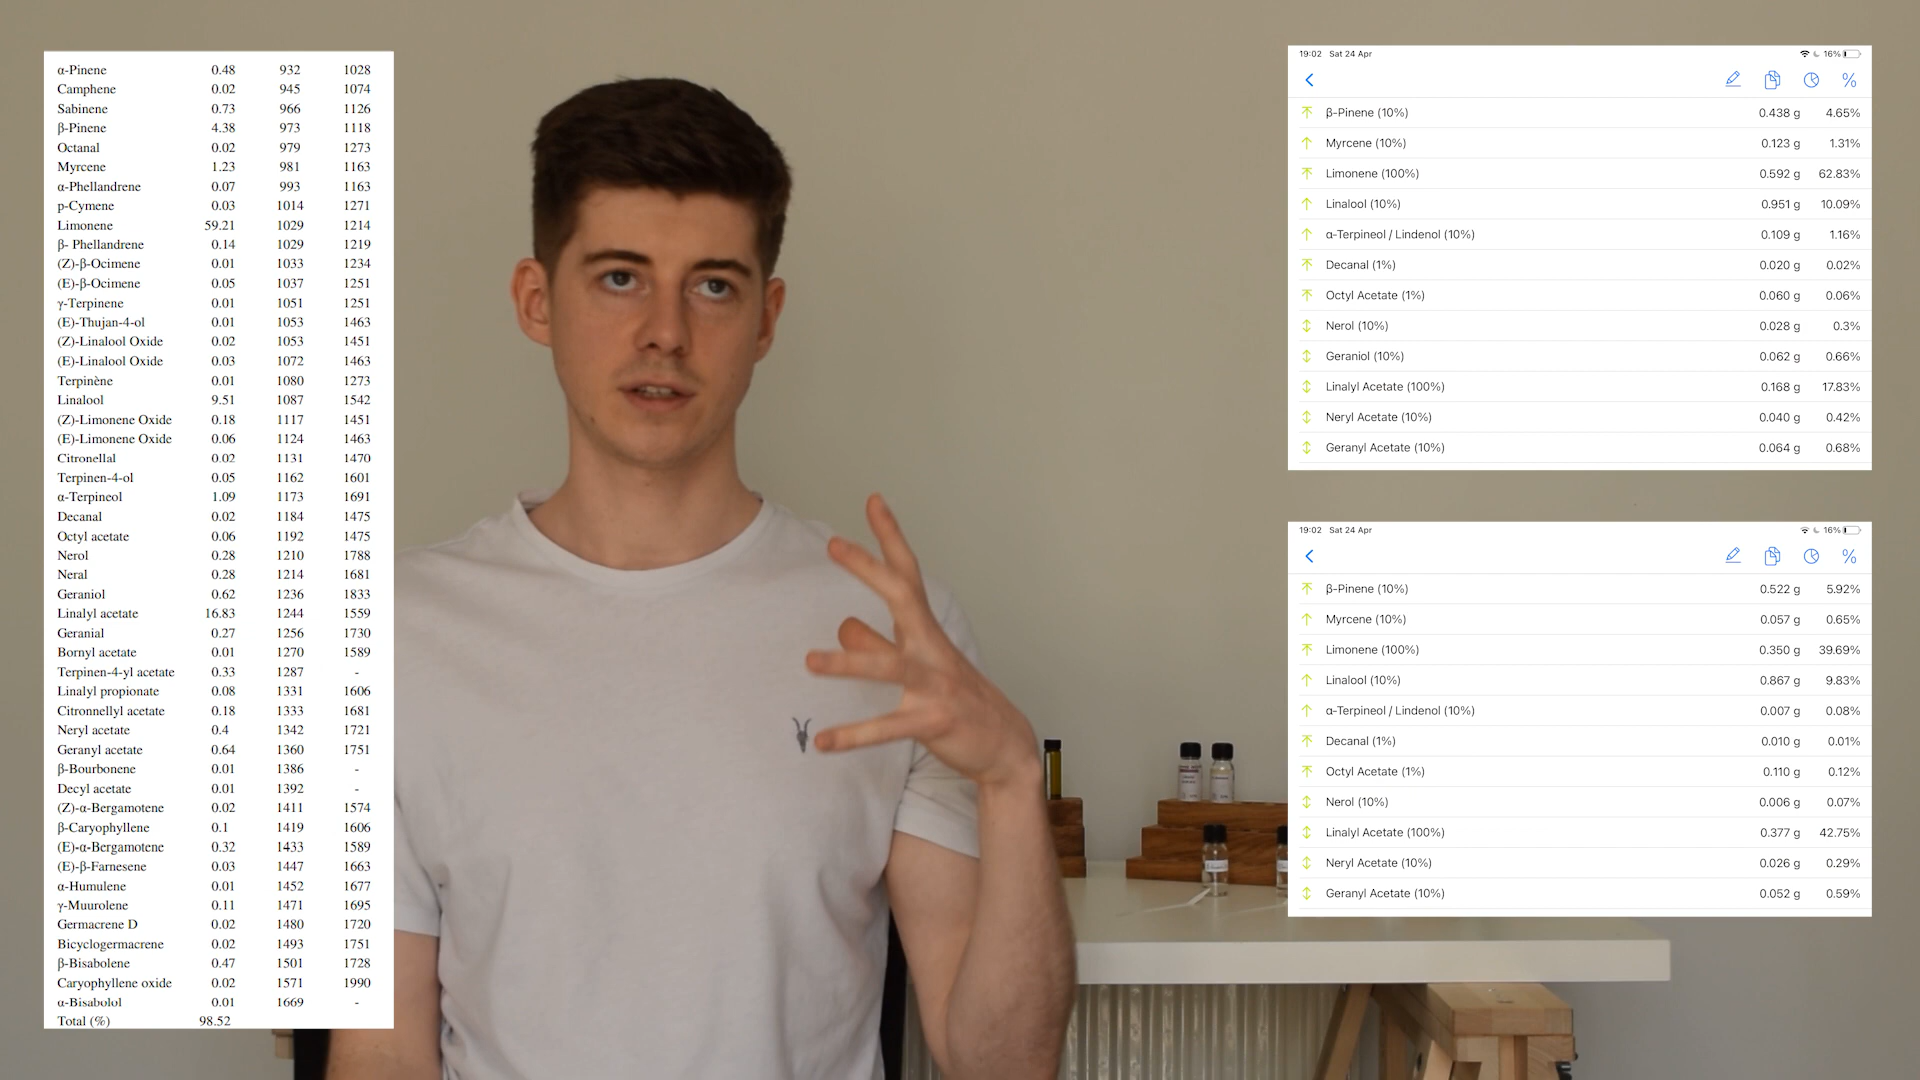 α-Pinene 0.48 932 1028
Camphene 0.02 945 1074
Sabinene 0.73 966 1126
β-Pinene 4.38 973 1118
Octanal 0.02 979 1273
Myrcene 1.23 981 1163
α-Phellandrene 0.07 993 1163
p-Cymene 0.03 1014 1271
Limonene 59.21 1029 1214
β- Phellandrene 0.14 1029 1219
(Z)-β-Ocimene 0.01 1033 1234
(E)-β-Ocimene 0.05 1037 1251
γ-Terpinene 0.01 1051 1251
(E)-Thujan-4-ol 0.01 1053 1463
(Z)-Linalool Oxide 0.02 1053 1451
(E)-Linalool Oxide 0.03 1072 1463
Terpinène 0.01 1080 1273
Linalool 9.51 1087 1542
(Z)-Limonene Oxide 0.18 1117 1451
(E)-Limonene Oxide 0.06 1124 1463
Citronellal 0.02 1131 1470
Terpinen-4-ol 0.05 1162 1601
α-Terpineol 1.09 1173 1691
Decanal 0.02 1184 1475
Octyl acetate 0.06 1192 1475
Nerol 0.28 1210 1788
Neral 0.28 1214 1681
Geraniol 0.62 1236 1833
Linalyl acetate 16.83 1244 1559
Geranial 0.27 1256 1730
Bornyl acetate 0.01 1270 1589
Terpinen-4-yl acetate 0.33 1287 -
Linalyl propionate 0.08 1331 1606
Citronnellyl acetate 0.18 1333 1681
Neryl acetate 0.4 1342 1721
Geranyl acetate 0.64 1360 1751
β-Bourbonene 0.01 1386 -
Decyl acetate 0.01 1392 -
(Z)-α-Bergamotene 0.02 1411 1574
β-Caryophyllene 0.1 1419 1606
(E)-α-Bergamotene 0.32 1433 1589
(E)-β-Farnesene 0.03 1447 1663
α-Humulene 0.01 1452 1677
γ-Muurolene 0.11 1471 1695
Germacrene D 0.02 1480 1720
Bicyclogermacrene 0.02 1493 1751
β-Bisabolene 0.47 1501 1728
Caryophyllene oxide 0.02 1571 1990
α-Bisabolol 0.01 1669 -
Total (%) 98.52
19:02 Sat 24 Apr 16%
%
β-Pinene (10%) 0.438 g 4.65%
Myrcene (10%) 0.123 g 1.31%
Limonene (100%) 0.592 g 62.83%
Linalool (10%) 0.951 g 10.09%
α-Terpineol / Lindenol (10%) 0.109 g 1.16%
Decanal (1%) 0.020 g 0.02%
Octyl Acetate (1%) 0.060 g 0.06%
Nerol (10%) 0.028 g 0.3%
Geraniol (10%) 0.062 g 0.66%
Linalyl Acetate (100%) 0.168 g 17.83%
Neryl Acetate (10%) 0.040 g 0.42%
Geranyl Acetate (10%) 0.064 g 0.68%
19:02 Sat 24 Apr 16%
%
β-Pinene (10%) 0.522 g 5.92%
Myrcene (10%) 0.057 g 0.65%
Limonene (100%) 0.350 g 39.69%
Linalool (10%) 0.867 g 9.83%
α-Terpineol / Lindenol (10%) 0.007 g 0.08%
Decanal (1%) 0.010 g 0.01%
Octyl Acetate (1%) 0.110 g 0.12%
Nerol (10%) 0.006 g 0.07%
Linalyl Acetate (100%) 0.377 g 42.75%
Neryl Acetate (10%) 0.026 g 0.29%
Geranyl Acetate (10%) 0.052 g 0.59%